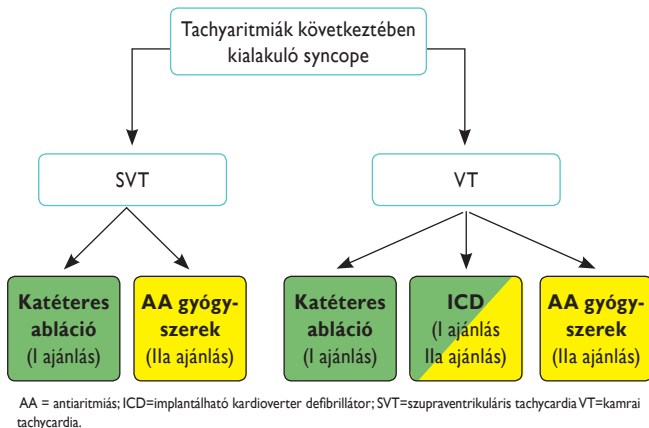 Tachyaritmiák következtében
kialakuló syncope
SVT
VT
Katéteres
abláció
(I ajánlás)
AA gyógy-
szerek
(IIa ajánlás)
Katéteres
abláció
(I ajánlás)
ICD
(I ajánlás
IIa ajánlás)
AA gyógy-
szerek
(IIa ajánlás)
AA = antiaritmiás; ICD=implantálható kardioverter defibrillátor; SVT=szupraventrikuláris tachycardia VT=kamrai
tachycardia.